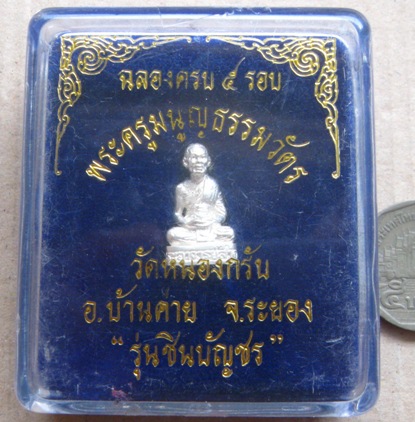 ฉลองครบ ๕ รอบ
พระครูมนูญธรรมวัตร
วัดหนองกรับ
อ.บ้านค่าย จ.ระยอง
"รุ่นชินบัญชร"